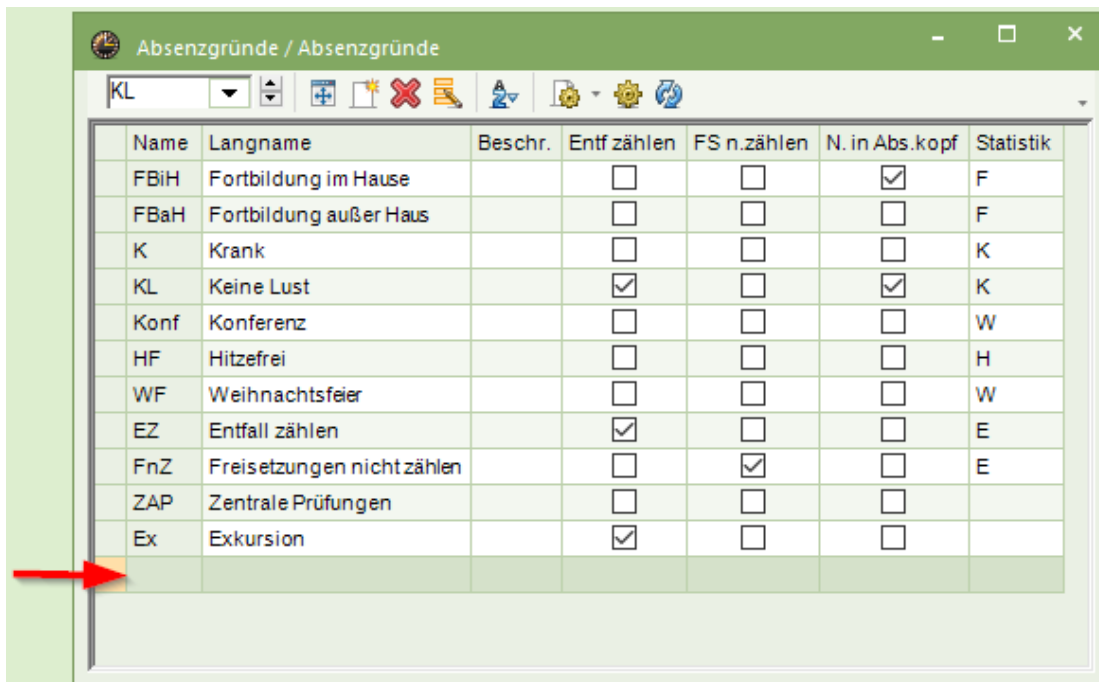 Absenzgründe / Absenzgründe
KL
Name Langname Beschr. Entf zählen FS n.zählen N. in Abs.kopf Statistik
FBiH Fortbildung im Hause F
FBaH Fortbildung außer Haus F
K Krank K
KL Keine Lust K
Konf Konferenz W
HF Hitzefrei H
WF Weihnachtsfeier W
EZ Entfall zählen E
FnZ Freisetzungen nicht zählen E
ZAP Zentrale Prüfungen
Ex Exkursion